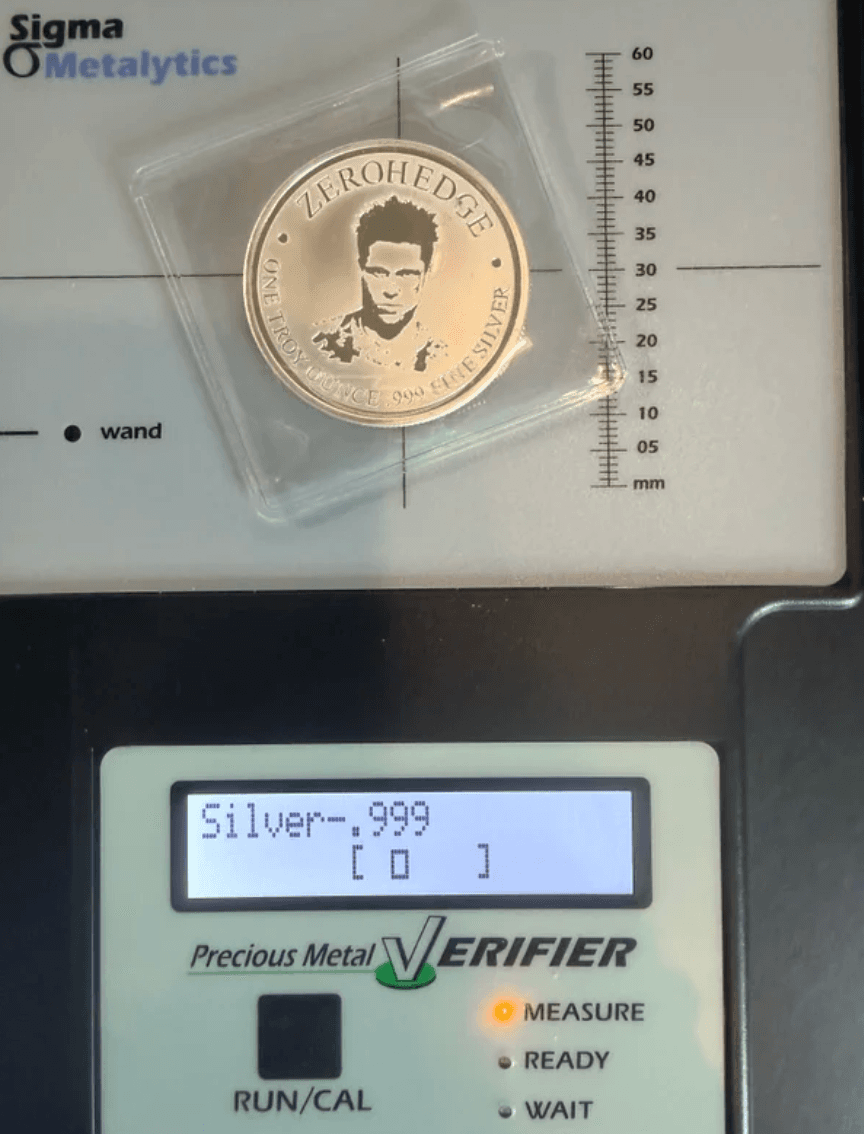 Sigma
Metalytics
60
55
50
45
40
35
30
25
20
15
10
05
mm
ZEROHEDGE
ONE TROY OUNCE .999 FINE SILVER
wand
Silver-.999
[ ]
Precious Metal VERIFIER
MEASURE
READY
WAIT
RUN/CAL